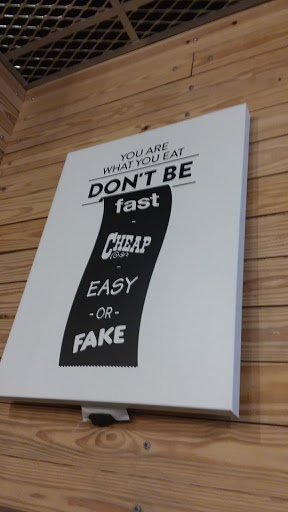 YOU ARE
WHAT YOU EAT
DON'T BE
fast
-
CHEAP
-
EASY
- OR -
FAKE